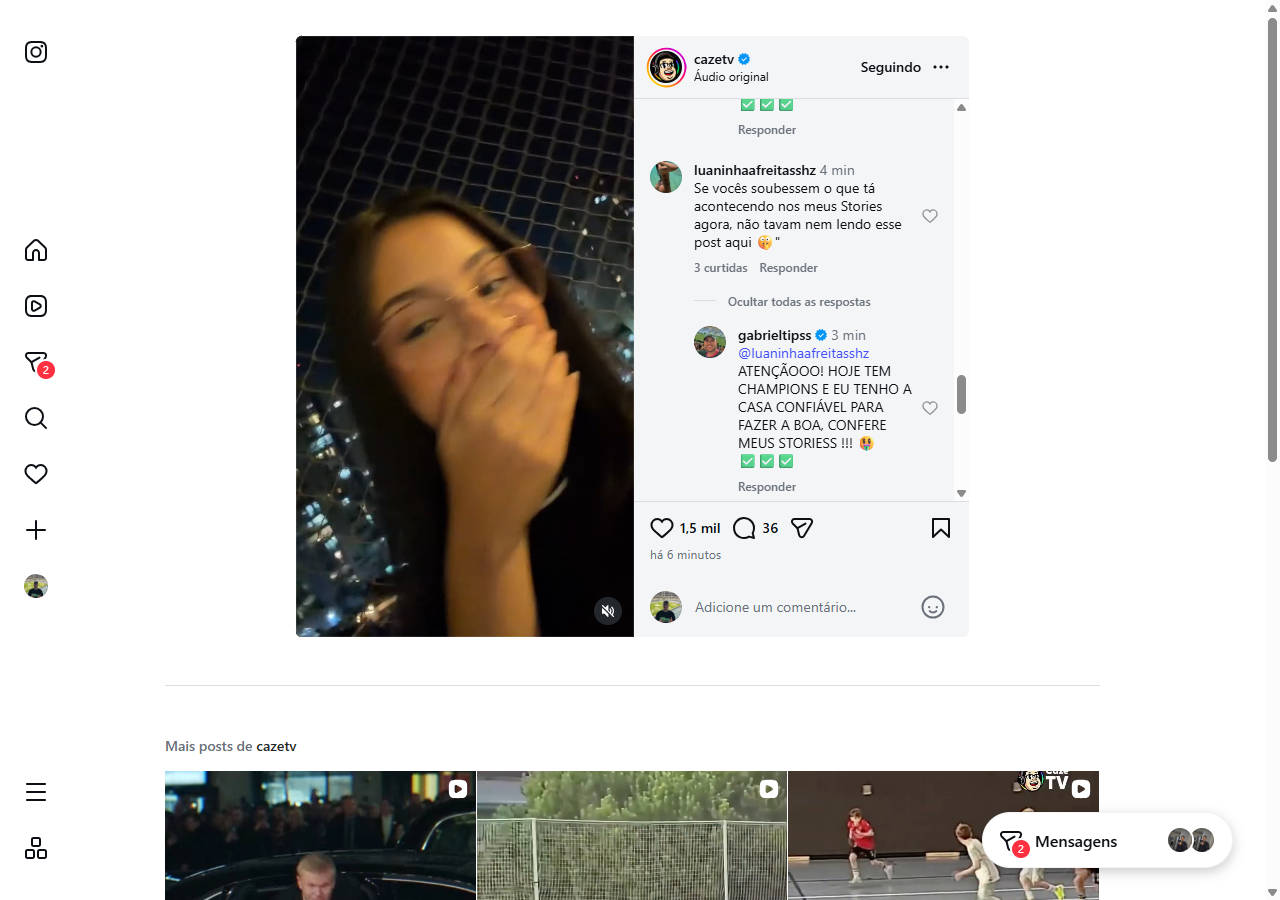 cazetv
Áudio original
Seguindo
Responder
luaninhaafreitasshz 4 min
Se vocês soubessem o que tá
acontecendo nos meus Stories
agora, não tavam nem lendo esse
post aqui 🫣"
3 curtidas Responder
Ocultar todas as respostas
gabrieltipss 3 min
@luaninhaafreitasshz
ATENÇÃOOO! HOJE TEM
CHAMPIONS E EU TENHO A
CASA CONFIÁVEL PARA
FAZER A BOA, CONFERE
MEUS STORIESS !!! 🤑
✅ ✅ ✅
Responder
1,5 mil 36
há 6 minutos
Adicione um comentário...
2
Mais posts de cazetv
TV
2
Mensagens